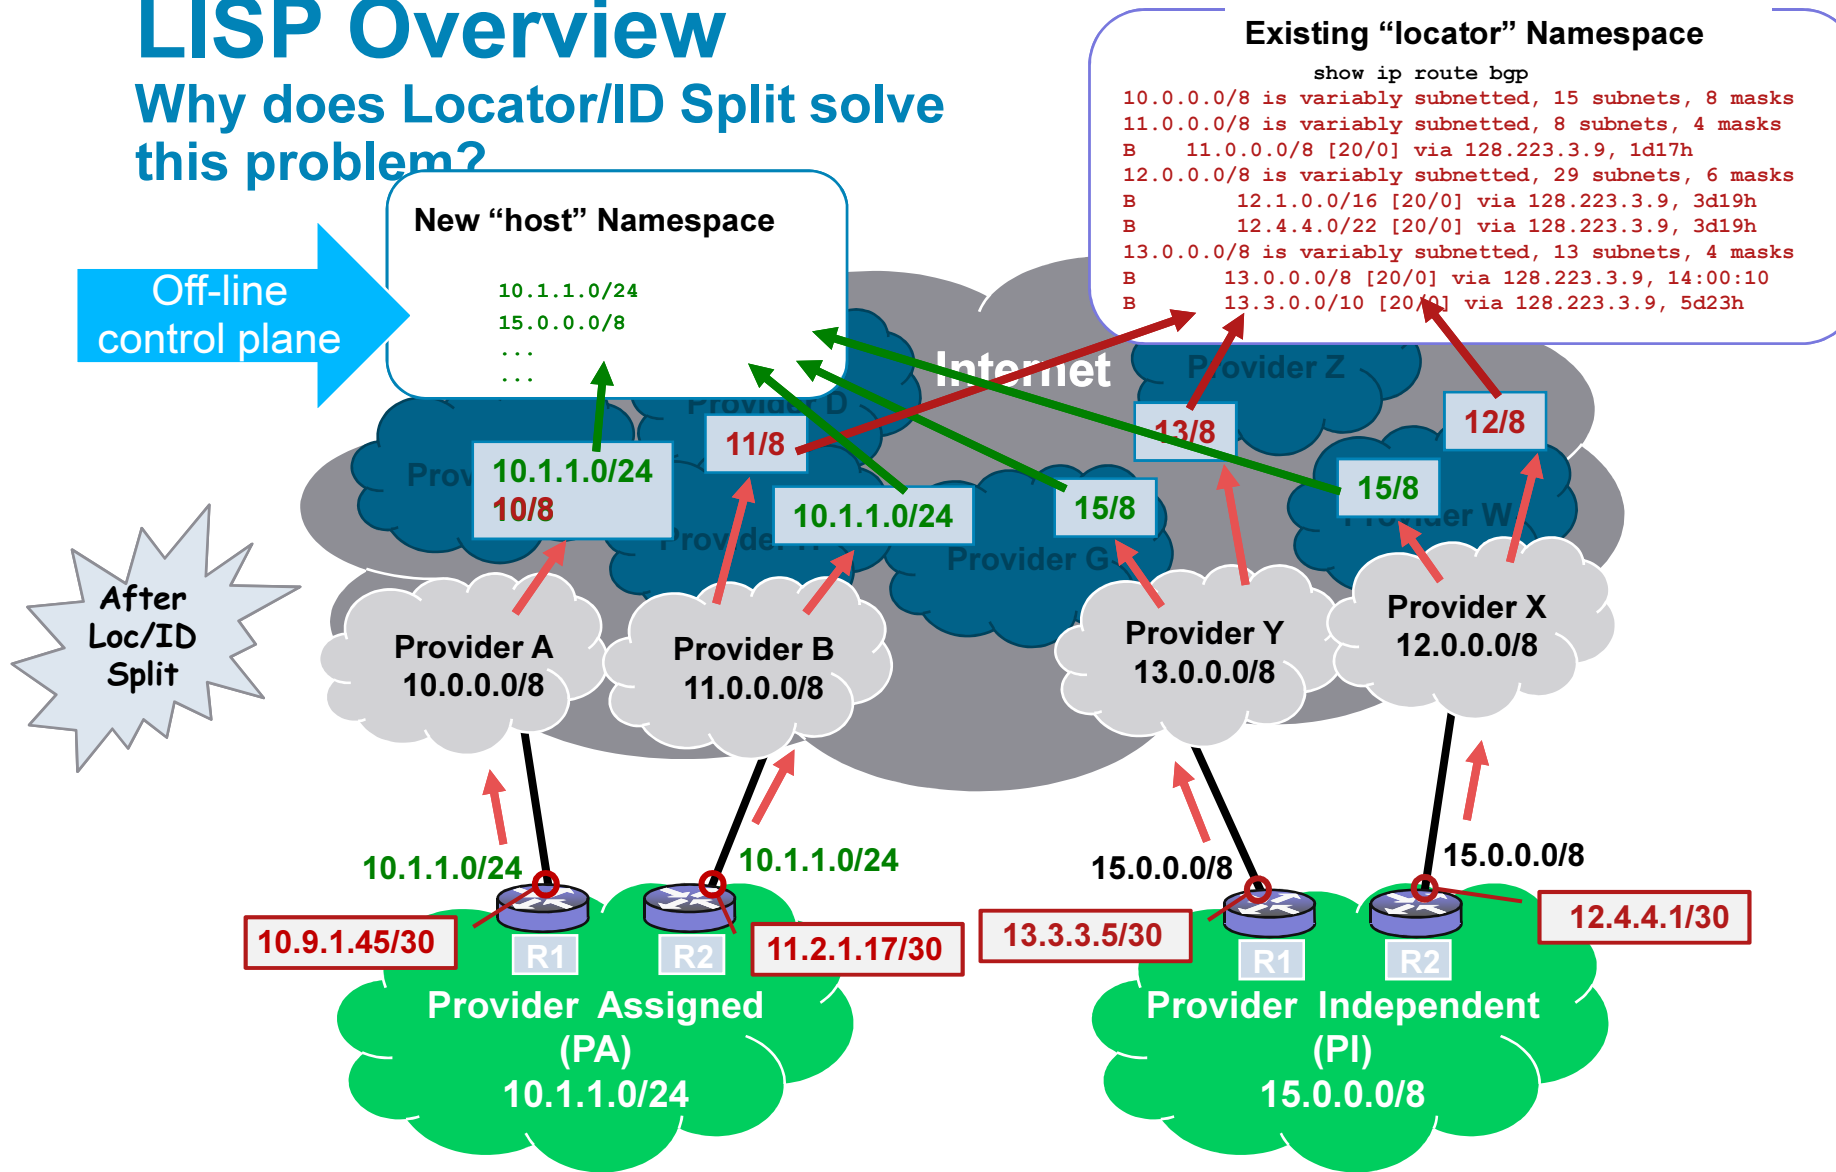 LISP Overview
Why does Locator/ID Split solve
this problem?
Existing “locator” Namespace
show ip route bgp
10.0.0.0/8 is variably subnetted, 15 subnets, 8 masks
11.0.0.0/8 is variably subnetted, 8 subnets, 4 masks
B 11.0.0.0/8 [20/0] via 128.223.3.9, 1d17h
12.0.0.0/8 is variably subnetted, 29 subnets, 6 masks
B 12.1.0.0/16 [20/0] via 128.223.3.9, 3d19h
B 12.4.4.0/22 [20/0] via 128.223.3.9, 3d19h
13.0.0.0/8 is variably subnetted, 13 subnets, 4 masks
B 13.0.0.0/8 [20/0] via 128.223.3.9, 14:00:10
B 13.3.0.0/10 [20/0] via 128.223.3.9, 5d23h
New “host” Namespace
10.1.1.0/24
15.0.0.0/8
...
...
Off-line
control plane
Internet
Provider Z
Provider D
11/8
13/8
12/8
10.1.1.0/24
10/8
10.1.1.0/24
15/8
15/8
Provider W
Provider G
After
Loc/ID
Split
Provider A
10.0.0.0/8
Provider B
11.0.0.0/8
Provider Y
13.0.0.0/8
Provider X
12.0.0.0/8
10.1.1.0/24
10.1.1.0/24
15.0.0.0/8
15.0.0.0/8
10.9.1.45/30
R1
R2
11.2.1.17/30
13.3.3.5/30
R1
R2
12.4.4.1/30
Provider Assigned
(PA)
10.1.1.0/24
Provider Independent
(PI)
15.0.0.0/8